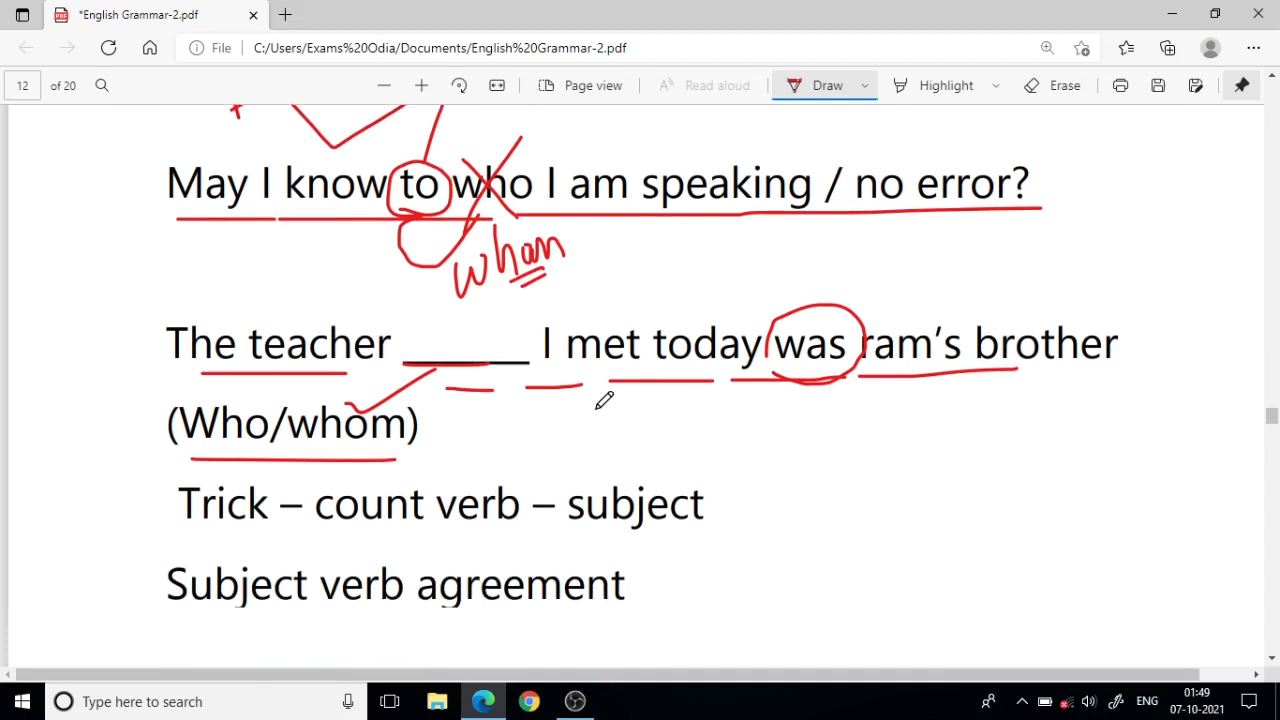 *English Grammar-2.pdf
File C:/Users/Exams%20Odia/Documents/English%20Grammar-2.pdf
12 of 20 Page view Read aloud Draw Highlight Erase
May I know to who I am speaking / no error?
whom
The teacher ______ I met today was ram's brother
(Who/whom)
Trick – count verb – subject
Subject verb agreement
Type here to search ENG 01:49
07-10-2021